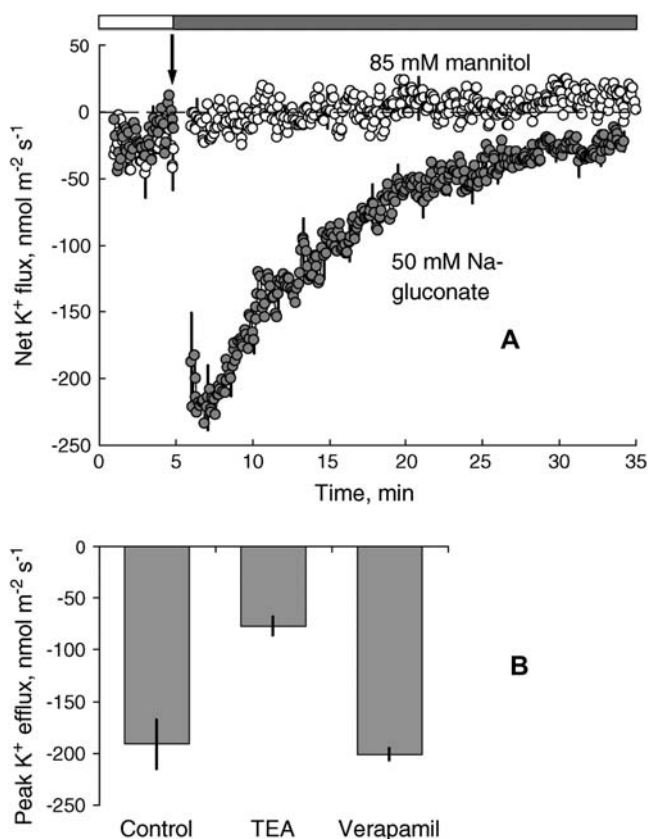 50
0
-50
-100
-150
-200
-250
Net K⁺ flux, nmol m⁻² s⁻¹
85 mM mannitol
50 mM Na-
gluconate
A
0 5 10 15 20 25 30 35
Time, min
0
-50
-100
-150
-200
-250
Peak K⁺ efflux, nmol m⁻² s⁻¹
B
Control TEA Verapamil